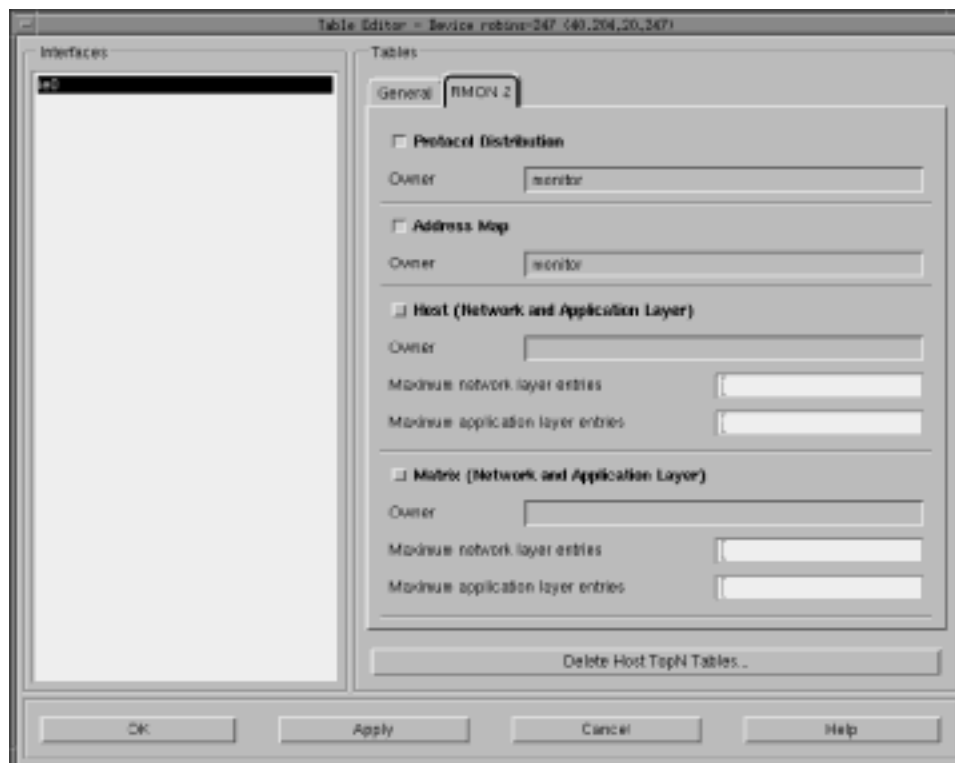 Table Editor - Device robins-247 (40.204.20.247)
Interfaces
Tables
General
RMON 2
Protocol Distribution
Owner
monitor
Address Map
Owner
monitor
Host (Network and Application Layer)
Owner
Maximum network layer entries
Maximum application layer entries
Matrix (Network and Application Layer)
Owner
Maximum network layer entries
Maximum application layer entries
Delete Host TopN Tables...
OK
Apply
Cancel
Help